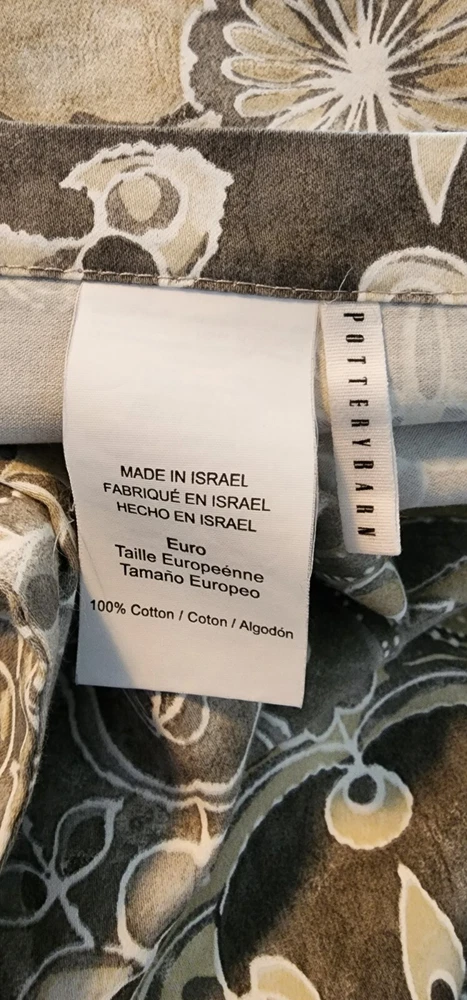 MADE IN ISRAEL
FABRIQUÉ EN ISRAEL
HECHO EN ISRAEL
Euro
Taille Europeénne
Tamaño Europeo
100% Cotton / Coton / Algodón
POTTERYBARN